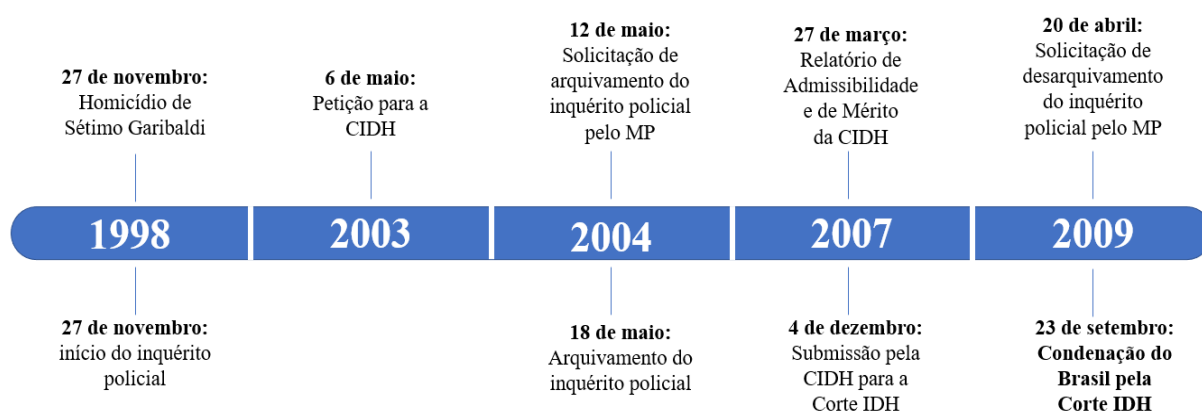 27 de novembro:
Homicídio de
Sétimo Garibaldi
6 de maio:
Petição para a
CIDH
12 de maio:
Solicitação de
arquivamento do
inquérito policial
pelo MP
27 de março:
Relatório de
Admissibilidade
e de Mérito
da CIDH
20 de abril:
Solicitação de
desarquivamento
do inquérito
policial pelo MP
1998
2003
2004
2007
2009
27 de novembro:
início do inquérito
policial
18 de maio:
Arquivamento do
inquérito policial
4 de dezembro:
Submissão pela
CIDH para a
Corte IDH
23 de setembro:
Condenação do
Brasil pela
Corte IDH